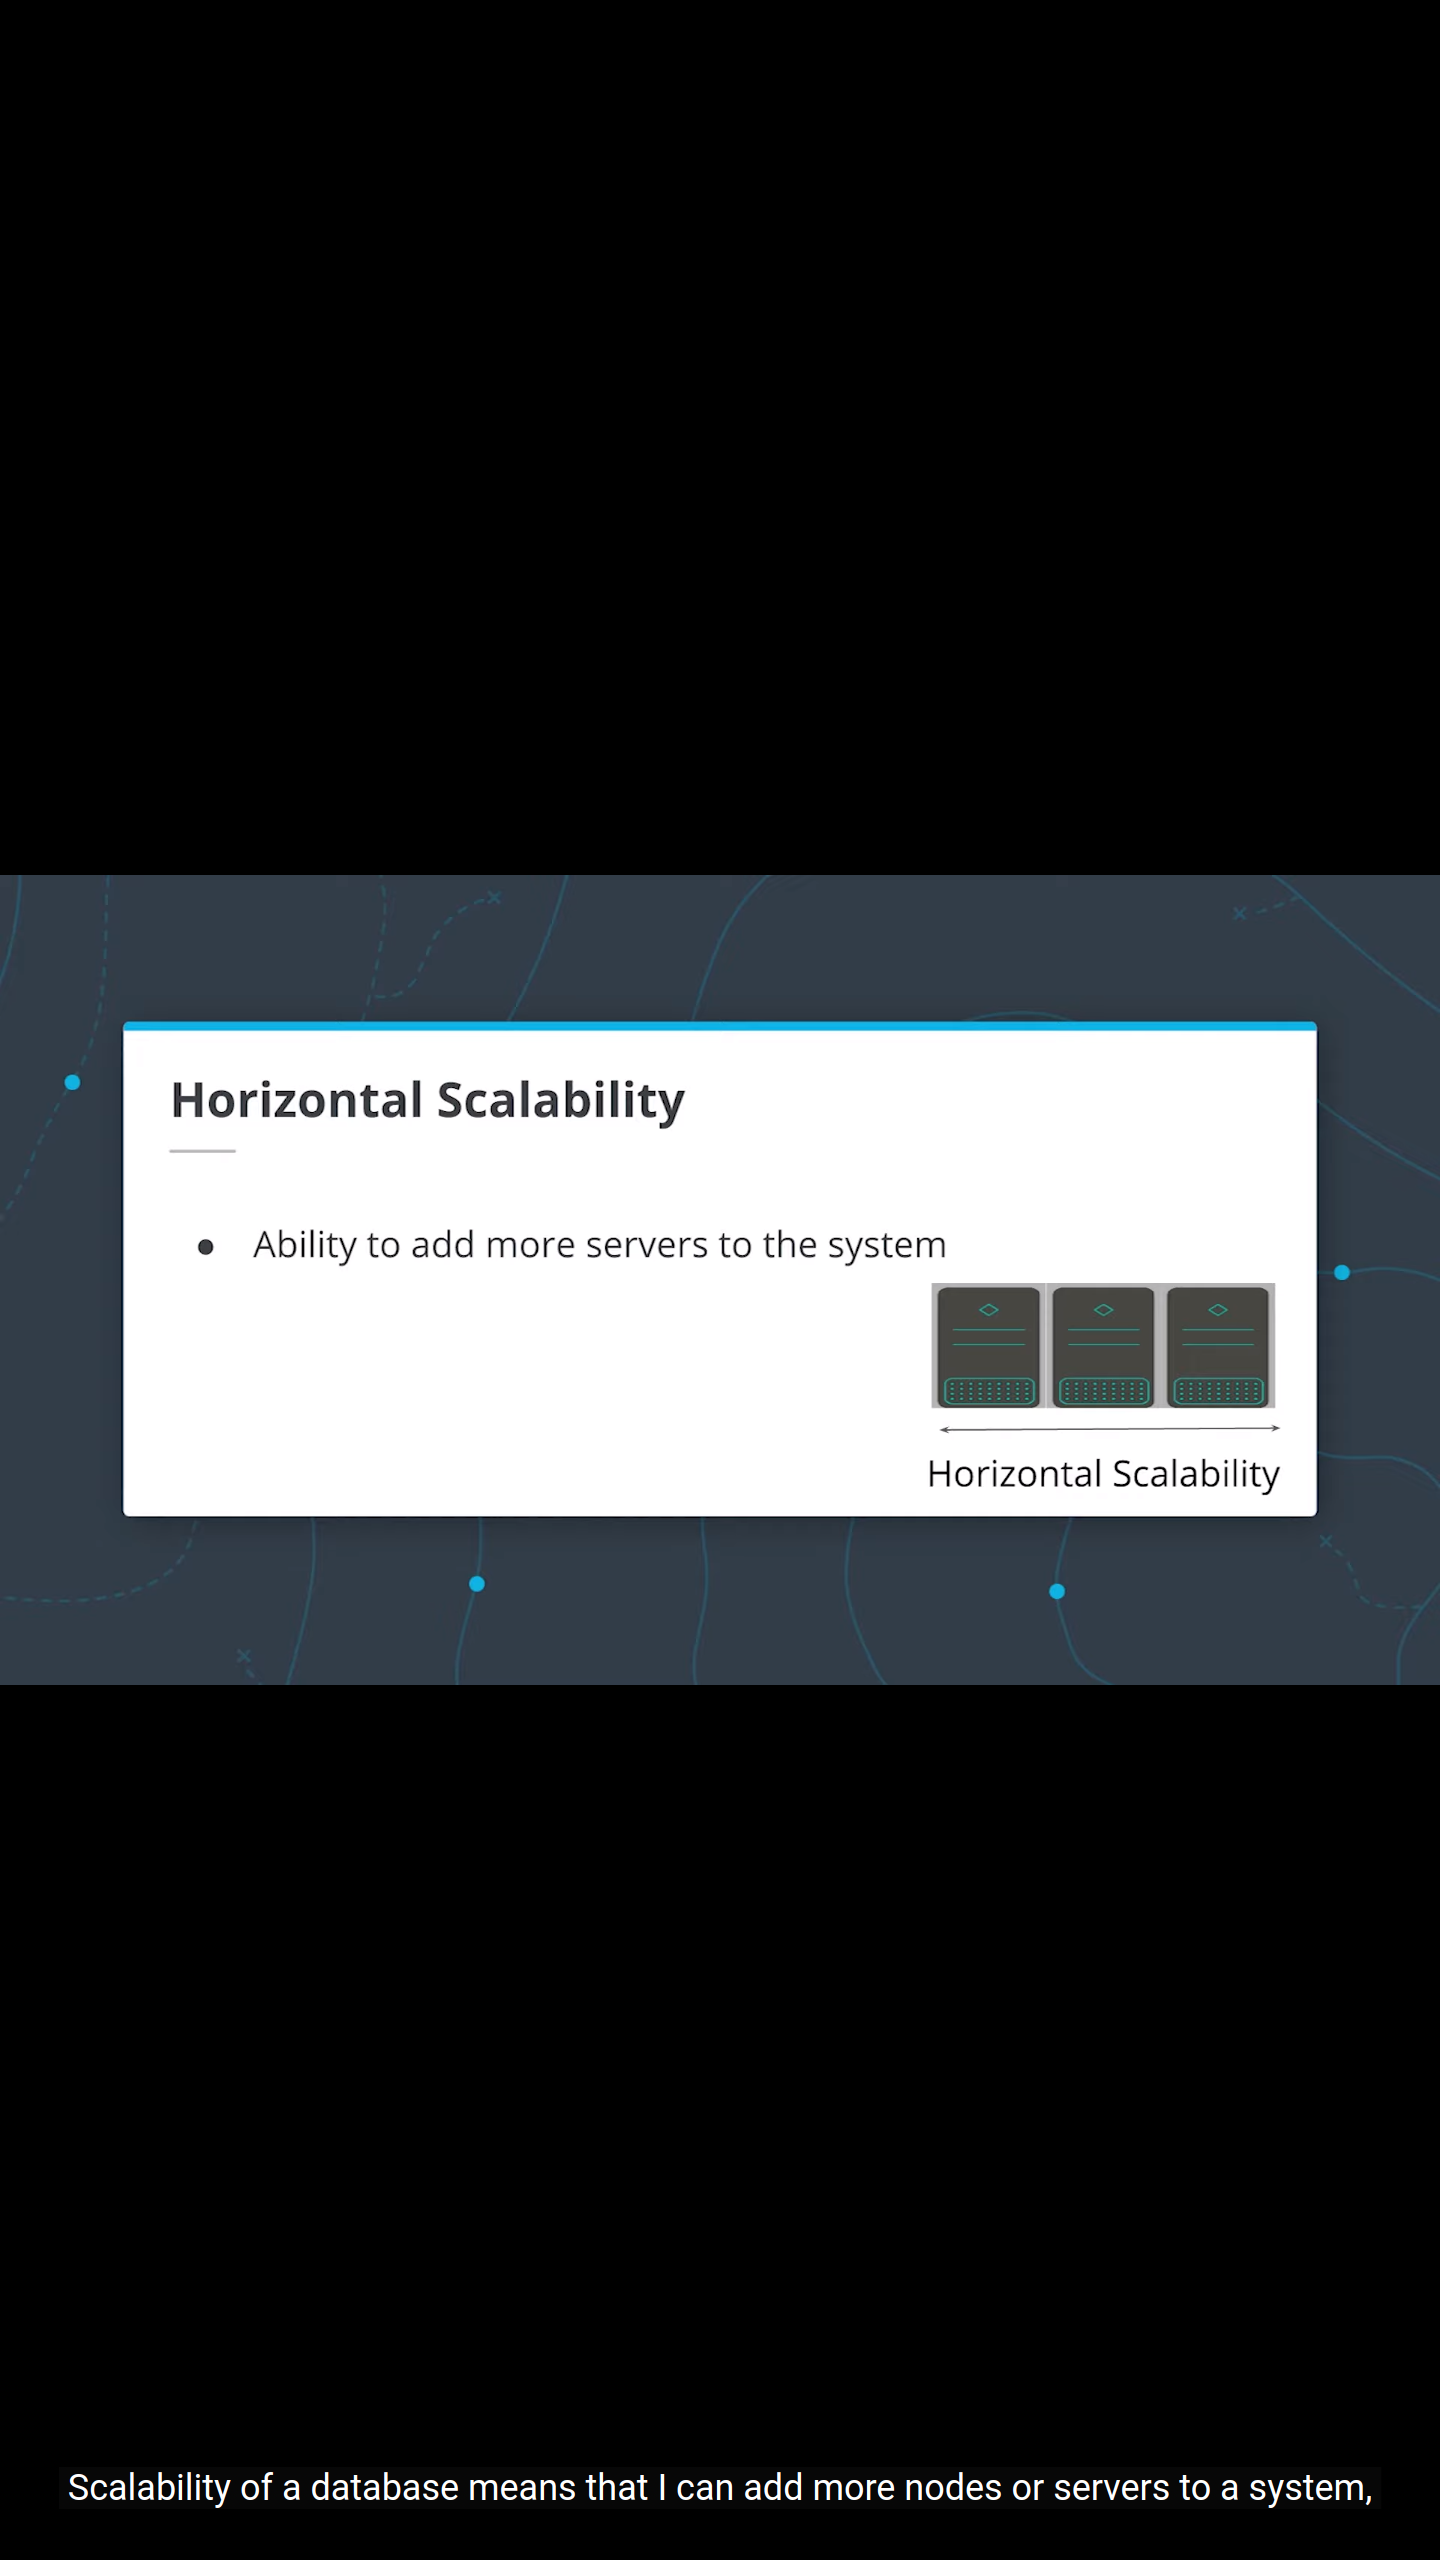 Horizontal Scalability
● Ability to add more servers to the system
Horizontal Scalability
Scalability of a database means that I can add more nodes or servers to a system,